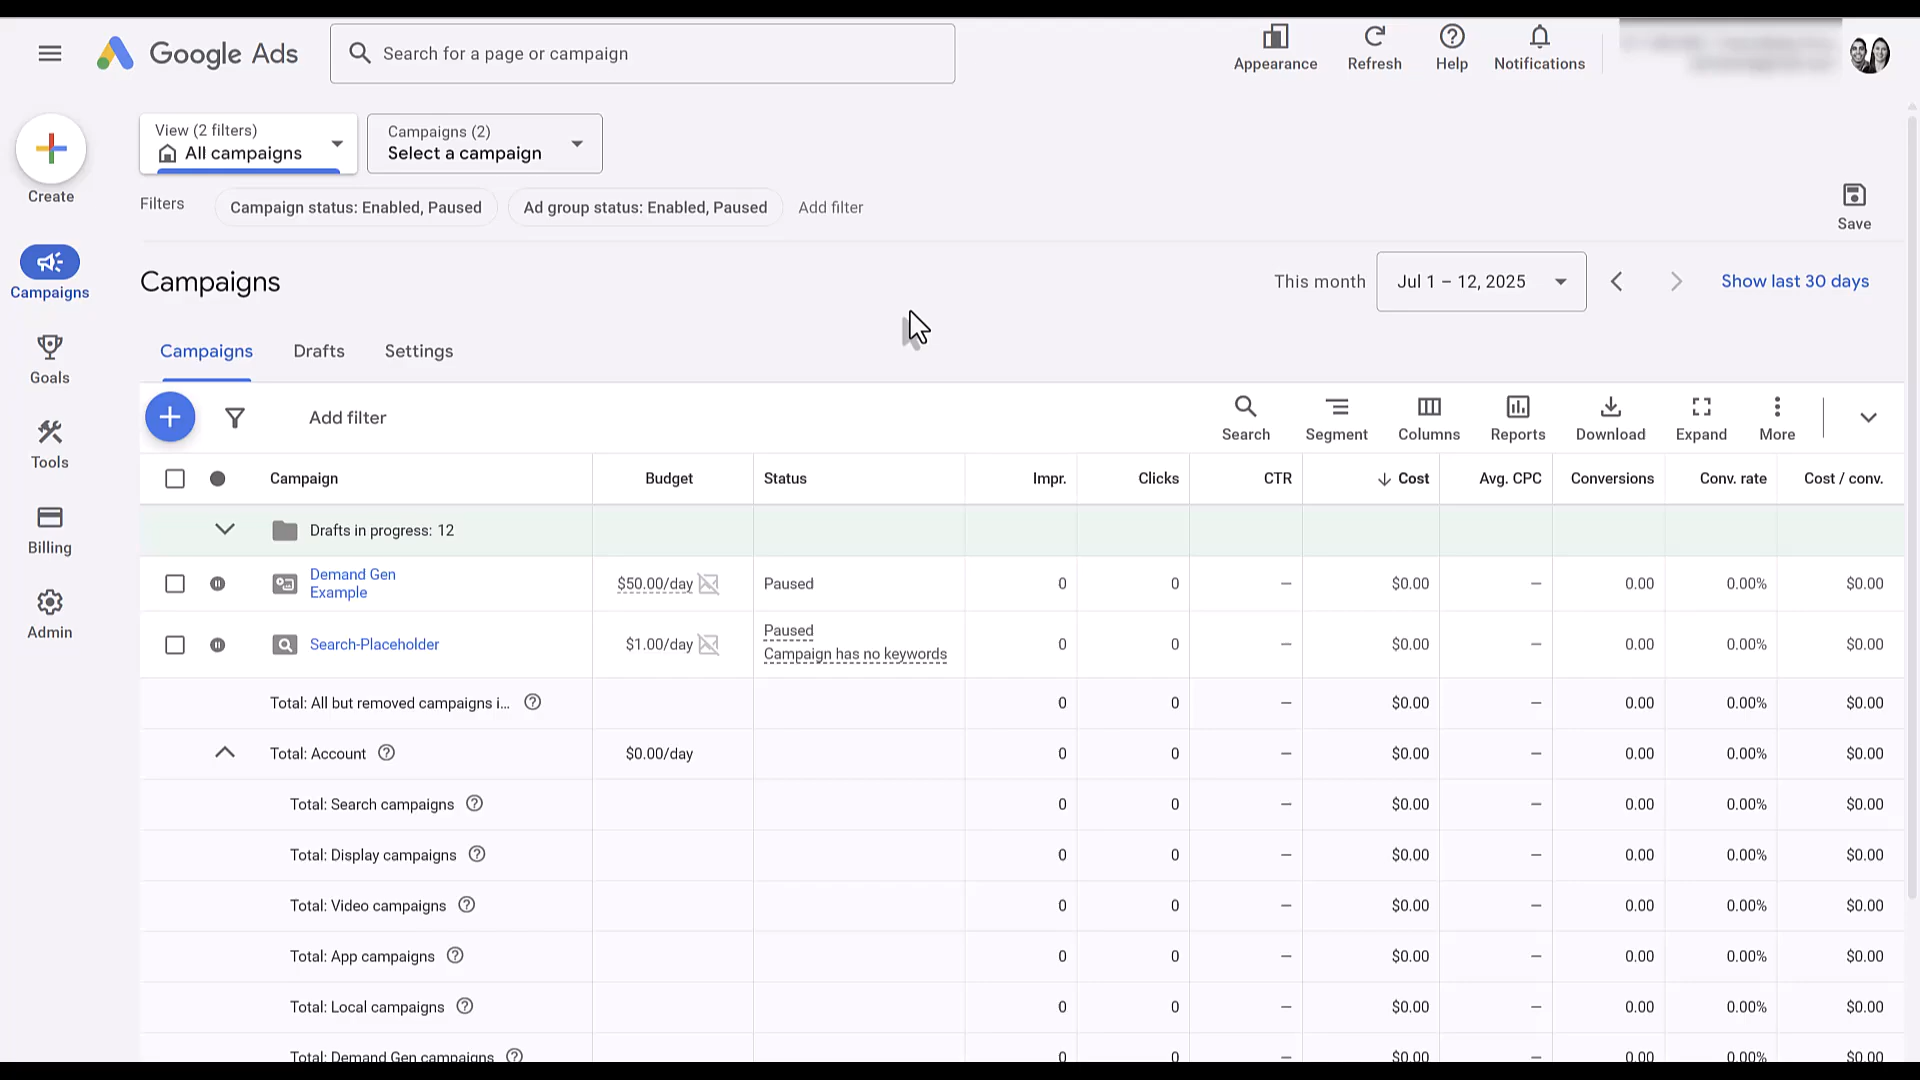 Google Ads
Search for a page or campaign
Appearance
Refresh
Help
Notifications
Create
Campaigns
Goals
Tools
Billing
Admin
View (2 filters)
All campaigns
Campaigns (2)
Select a campaign
Filters
Campaign status: Enabled, Paused
Ad group status: Enabled, Paused
Add filter
Save
Campaigns
This month
Jul 1 – 12, 2025
Show last 30 days
Campaigns
Drafts
Settings
Add filter
Search
Segment
Columns
Reports
Download
Expand
More
Campaign Budget Status Impr. Clicks CTR Cost Avg. CPC Conversions Conv. rate Cost / conv.
Drafts in progress: 12
Demand Gen
Example
$50.00/day Paused 0 0 – $0.00 – 0.00 0.00% $0.00
Search-Placeholder $1.00/day
Paused
Campaign has no keywords
0 0 – $0.00 – 0.00 0.00% $0.00
Total: All but removed campaigns i... 0 0 – $0.00 – 0.00 0.00% $0.00
Total: Account $0.00/day 0 0 – $0.00 – 0.00 0.00% $0.00
Total: Search campaigns 0 0 – $0.00 – 0.00 0.00% $0.00
Total: Display campaigns 0 0 – $0.00 – 0.00 0.00% $0.00
Total: Video campaigns 0 0 – $0.00 – 0.00 0.00% $0.00
Total: App campaigns 0 0 – $0.00 – 0.00 0.00% $0.00
Total: Local campaigns 0 0 – $0.00 – 0.00 0.00% $0.00
Total: Demand Gen campaigns 0 0 – $0.00 – 0.00 0.00% $0.00